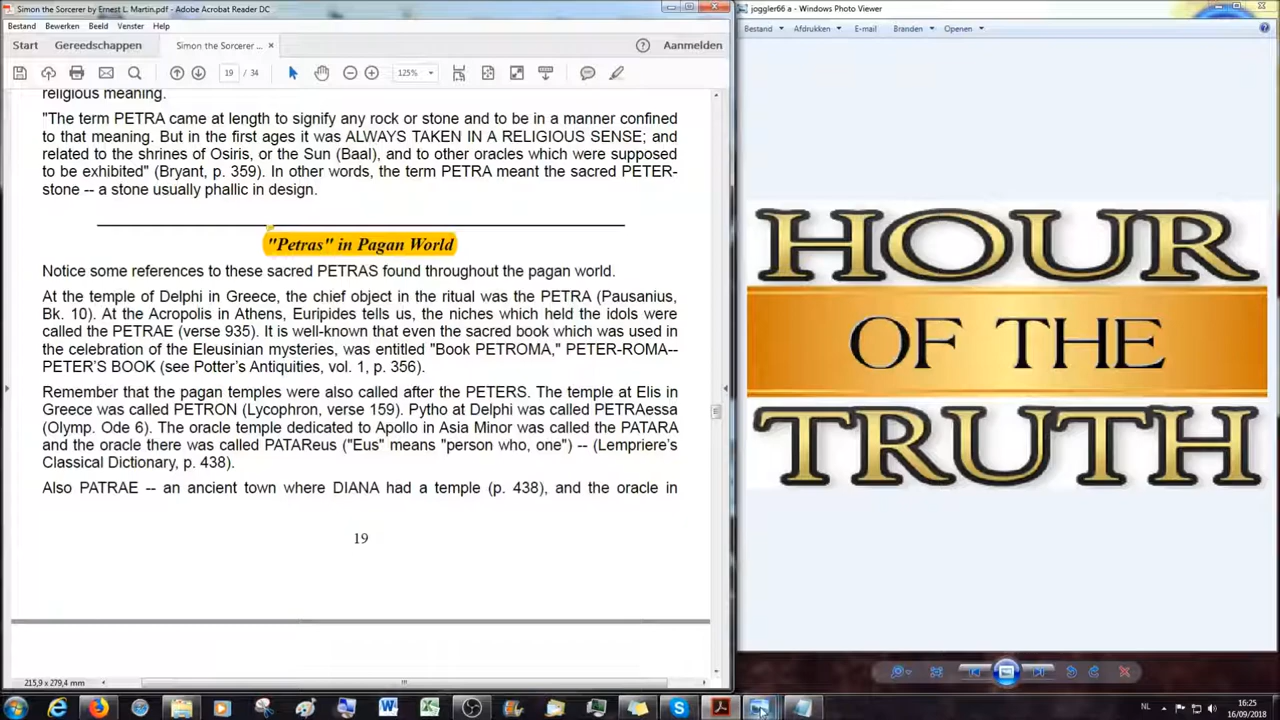 Simon the Sorcerer by Ernest L. Martin.pdf - Adobe Acrobat Reader DC
Bestand Bewerken Beeld Venster Help
Start Gereedschappen Simon the Sorcerer ... × Aanmelden
19 / 34 125%
religious meaning.
"The term PETRA came at length to signify any rock or stone and to be in a manner confined
to that meaning. But in the first ages it was ALWAYS TAKEN IN A RELIGIOUS SENSE; and
related to the shrines of Osiris, or the Sun (Baal), and to other oracles which were supposed
to be exhibited" (Bryant, p. 359). In other words, the term PETRA meant the sacred PETER-
stone -- a stone usually phallic in design.
"Petras" in Pagan World
Notice some references to these sacred PETRAS found throughout the pagan world.
At the temple of Delphi in Greece, the chief object in the ritual was the PETRA (Pausanius,
Bk. 10). At the Acropolis in Athens, Euripides tells us, the niches which held the idols were
called the PETRAE (verse 935). It is well-known that even the sacred book which was used in
the celebration of the Eleusinian mysteries, was entitled "Book PETROMA," PETER-ROMA--
PETER'S BOOK (see Potter's Antiquities, vol. 1, p. 356).
Remember that the pagan temples were also called after the PETERS. The temple at Elis in
Greece was called PETRON (Lycophron, verse 159). Pytho at Delphi was called PETRAessa
(Olymp. Ode 6). The oracle temple dedicated to Apollo in Asia Minor was called the PATARA
and the oracle there was called PATAReus ("Eus" means "person who, one") -- (Lempriere's
Classical Dictionary, p. 438).
Also PATRAE -- an ancient town where DIANA had a temple (p. 438), and the oracle in
19
215,9 x 279,4 mm
joggler66 a - Windows Photo Viewer
Bestand Afdrukken E-mail Branden Openen
HOUR
OF THE
TRUTH
NL 16:25
16/09/2018